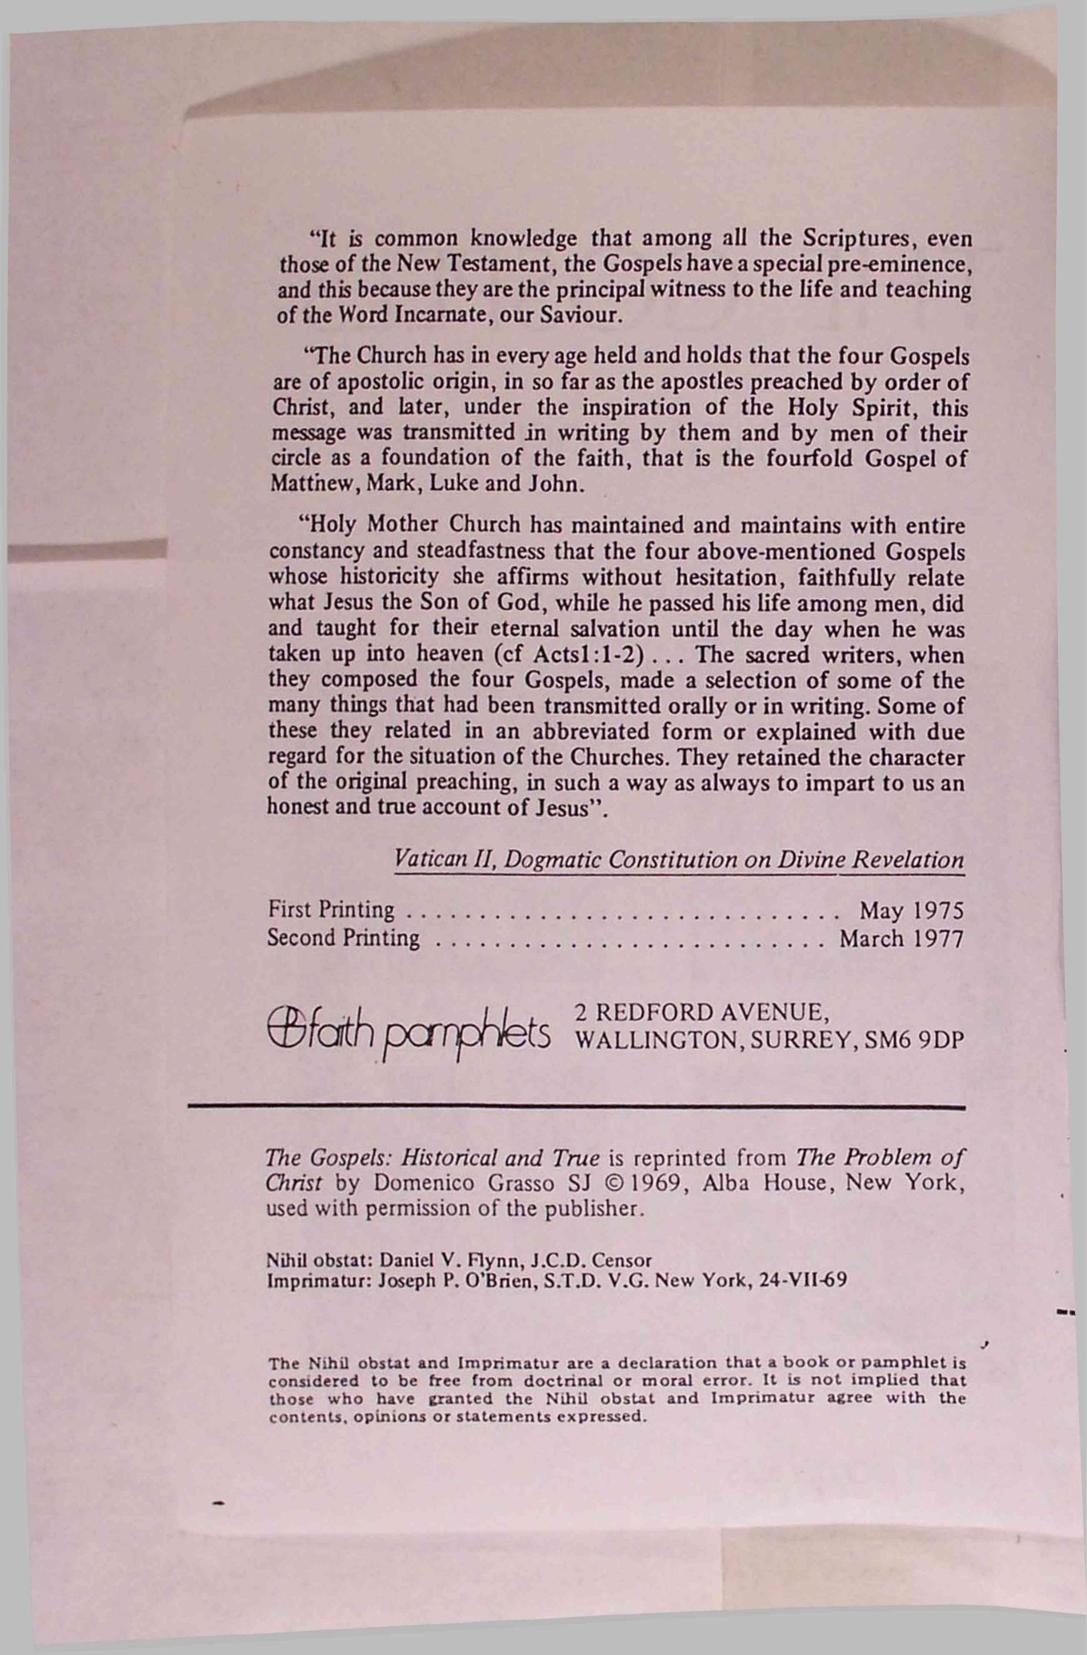 “It is common knowledge that among all the Scriptures, even
those of the New Testament, the Gospels have a special pre-eminence,
and this because they are the principal witness to the life and teaching
of the Word Incarnate, our Saviour.
“The Church has in every age held and holds that the four Gospels
are of apostolic origin, in so far as the apostles preached by order of
Christ, and later, under the inspiration of the Holy Spirit, this
message was transmitted in writing by them and by men of their
circle as a foundation of the faith, that is the fourfold Gospel of
Matthew, Mark, Luke and John.
“Holy Mother Church has maintained and maintains with entire
constancy and steadfastness that the four above-mentioned Gospels
whose historicity she affirms without hesitation, faithfully relate
what Jesus the Son of God, while he passed his life among men, did
and taught for their eternal salvation until the day when he was
taken up into heaven (cf Acts1:1-2) . . . The sacred writers, when
they composed the four Gospels, made a selection of some of the
many things that had been transmitted orally or in writing. Some of
these they related in an abbreviated form or explained with due
regard for the situation of the Churches. They retained the character
of the original preaching, in such a way as always to impart to us an
honest and true account of Jesus”.
Vatican II, Dogmatic Constitution on Divine Revelation
First Printing . . . . . . . . . . . . . . . . . . . . . . . . . . . . . . May 1975
Second Printing . . . . . . . . . . . . . . . . . . . . . . . . . . . March 1977
faith pamphlets
2 REDFORD AVENUE,
WALLINGTON, SURREY, SM6 9DP
The Gospels: Historical and True is reprinted from The Problem of
Christ by Domenico Grasso SJ © 1969, Alba House, New York,
used with permission of the publisher.
Nihil obstat: Daniel V. Flynn, J.C.D. Censor
Imprimatur: Joseph P. O’Brien, S.T.D. V.G. New York, 24-VII-69
The Nihil obstat and Imprimatur are a declaration that a book or pamphlet is
considered to be free from doctrinal or moral error. It is not implied that
those who have granted the Nihil obstat and Imprimatur agree with the
contents, opinions or statements expressed.